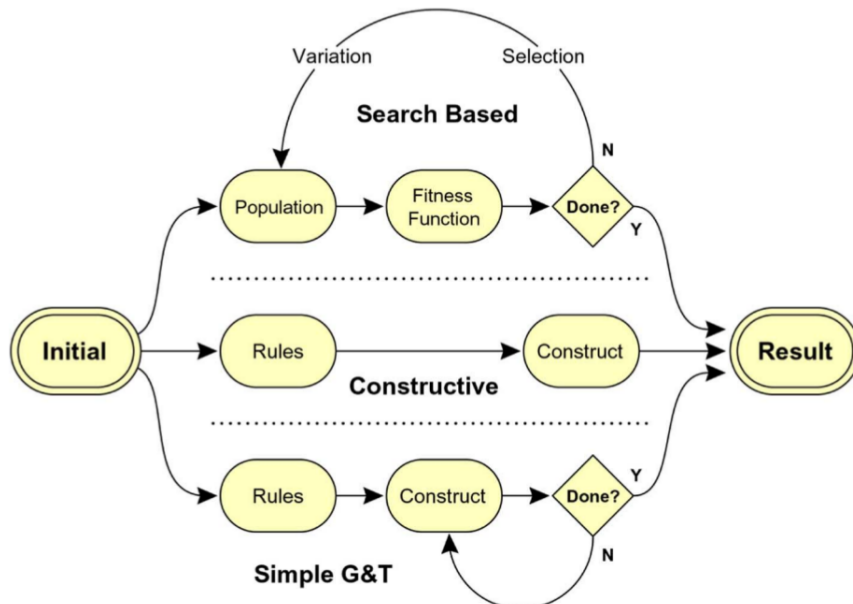 Variation
Selection
Search Based
N
Population
Fitness
Function
Done?
Y
Initial
Rules
Construct
Result
Constructive
Rules
Construct
Done?
Y
N
Simple G&T